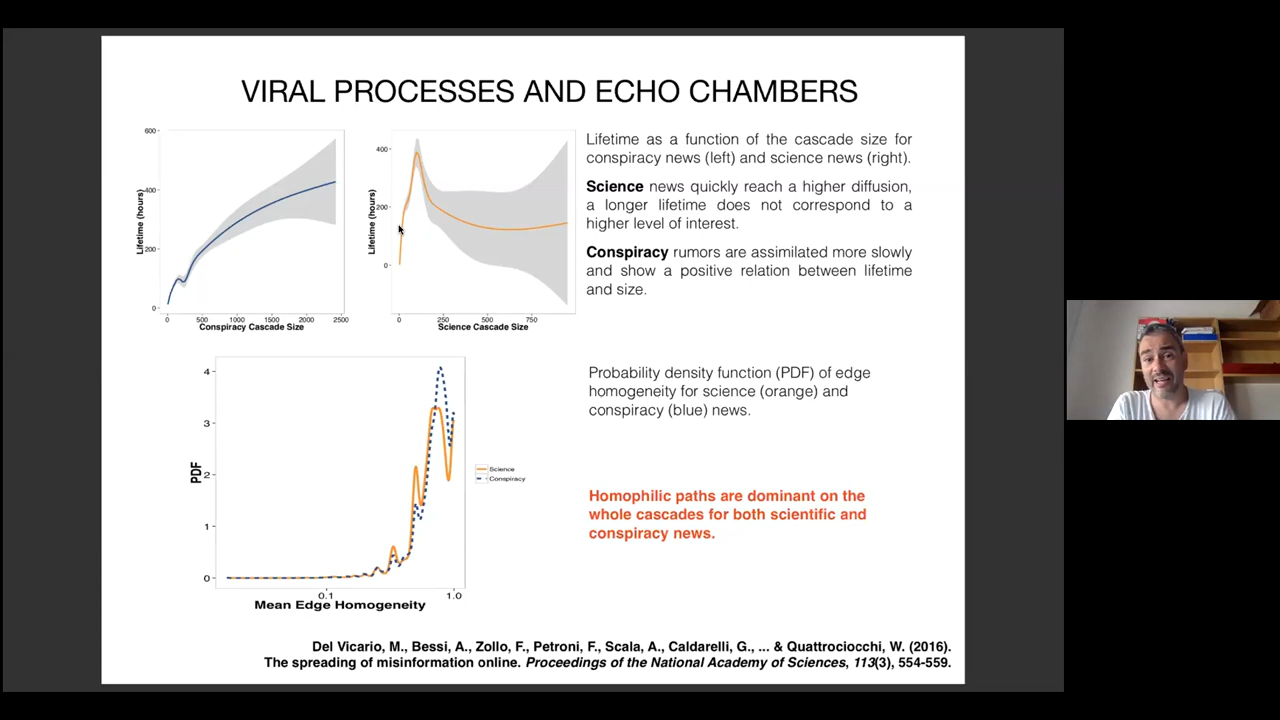 VIRAL PROCESSES AND ECHO CHAMBERS
600
400
200
0
Lifetime (hours)
0 500 1000 1500 2000 2500
Conspiracy Cascade Size
400
200
0
Lifetime (hours)
0 250 500 750
Science Cascade Size
Lifetime as a function of the cascade size for
conspiracy news (left) and science news (right).
Science news quickly reach a higher diffusion,
a longer lifetime does not correspond to a
higher level of interest.
Conspiracy rumors are assimilated more slowly
and show a positive relation between lifetime
and size.
4
3
2
1
0
PDF
0.1 1.0
Mean Edge Homogeneity
Science
Conspiracy
Probability density function (PDF) of edge
homogeneity for science (orange) and
conspiracy (blue) news.
Homophilic paths are dominant on the
whole cascades for both scientific and
conspiracy news.
Del Vicario, M., Bessi, A., Zollo, F., Petroni, F., Scala, A., Caldarelli, G., ... & Quattrociocchi, W. (2016).
The spreading of misinformation online. Proceedings of the National Academy of Sciences, 113(3), 554-559.